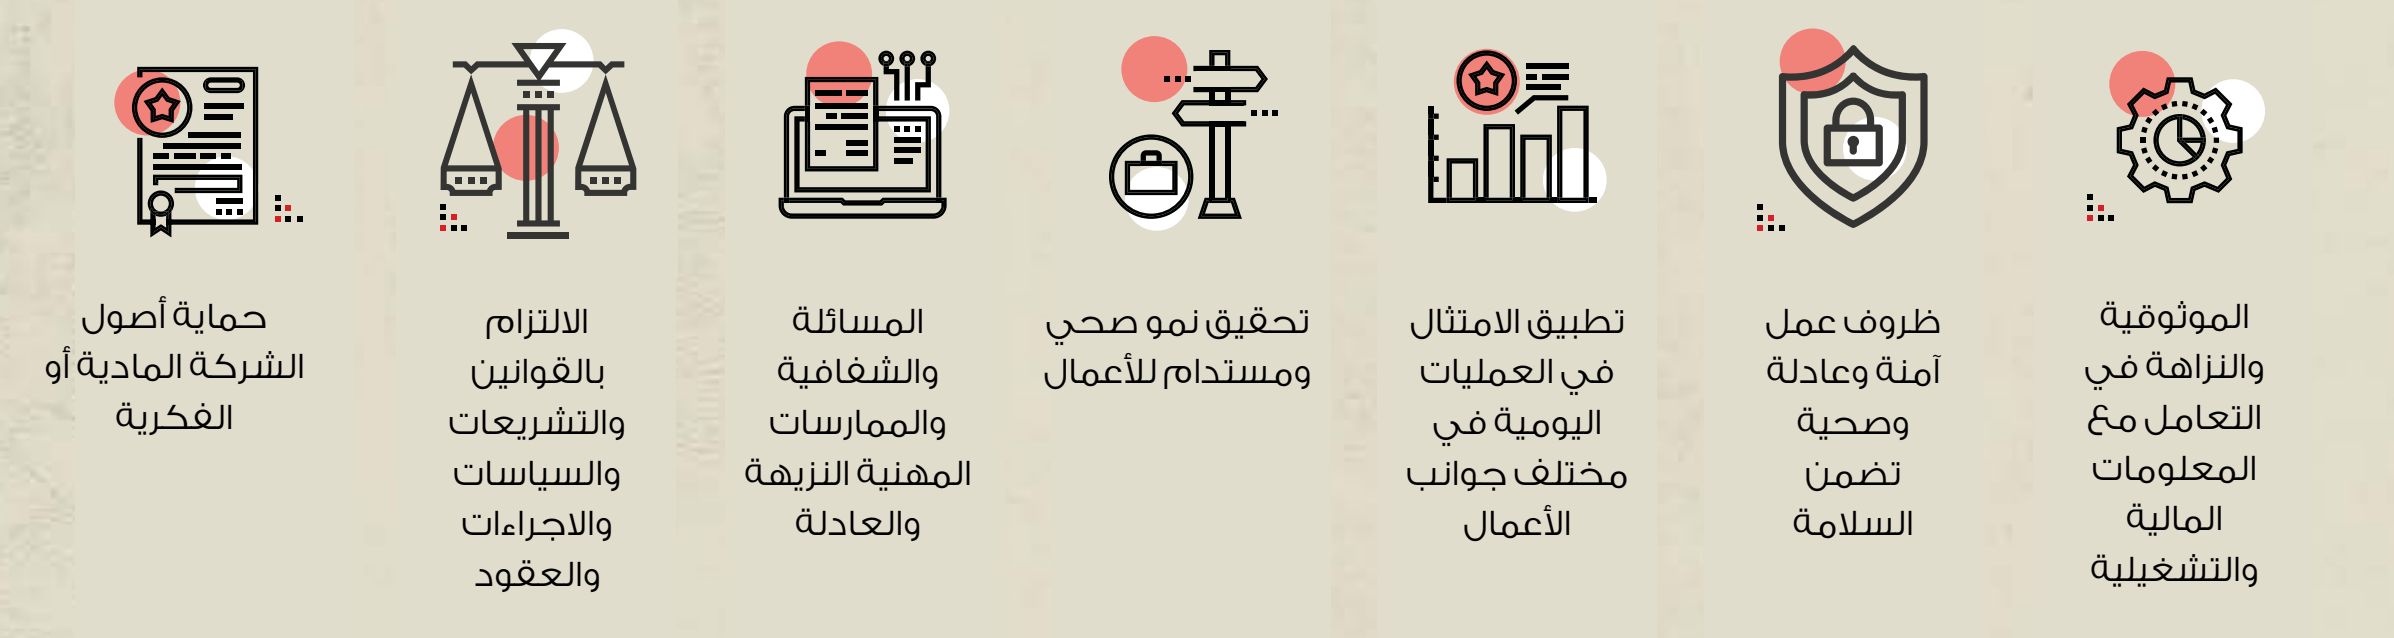 الموثوقية
والنزاهة في
التعامل مع
المعلومات
المالية
والتشغيلية
ظروف عمل
آمنة وعادلة
وصحية
تضمن
السلامة
تطبيق الامتثال
في العمليات
اليومية في
مختلف جوانب
الأعمال
تحقيق نمو صحي
ومستدام للأعمال
المسائلة
والشفافية
والممارسات
المهنية النزيهة
والعادلة
الالتزام
بالقوانين
والتشريعات
والسياسات
والاجراءات
والعقود
حماية أصول
الشركة المادية أو
الفكرية